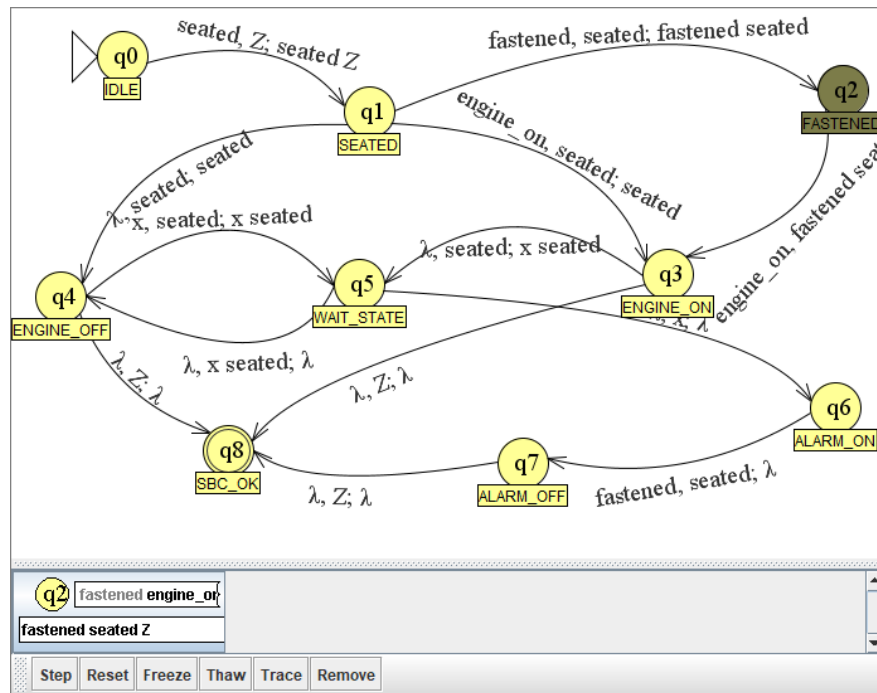 seated, Z; seated Z
fastened, seated; fastened seated
q0
IDLE
q1
SEATED
q2
FASTENED
engine_on, seated; seated
λ, seated; seated
x, seated; x seated
λ, seated; x seated
engine_on, fastened seat
q3
ENGINE_ON
q4
ENGINE_OFF
q5
WAIT_STATE
x, λ
λ, x seated; λ
λ, Z; λ
λ, Z; λ
q6
ALARM_ON
q8
SBC_OK
q7
ALARM_OFF
λ, Z; λ
fastened, seated; λ
q2
fastened engine_on
fastened seated Z
Step Reset Freeze Thaw Trace Remove